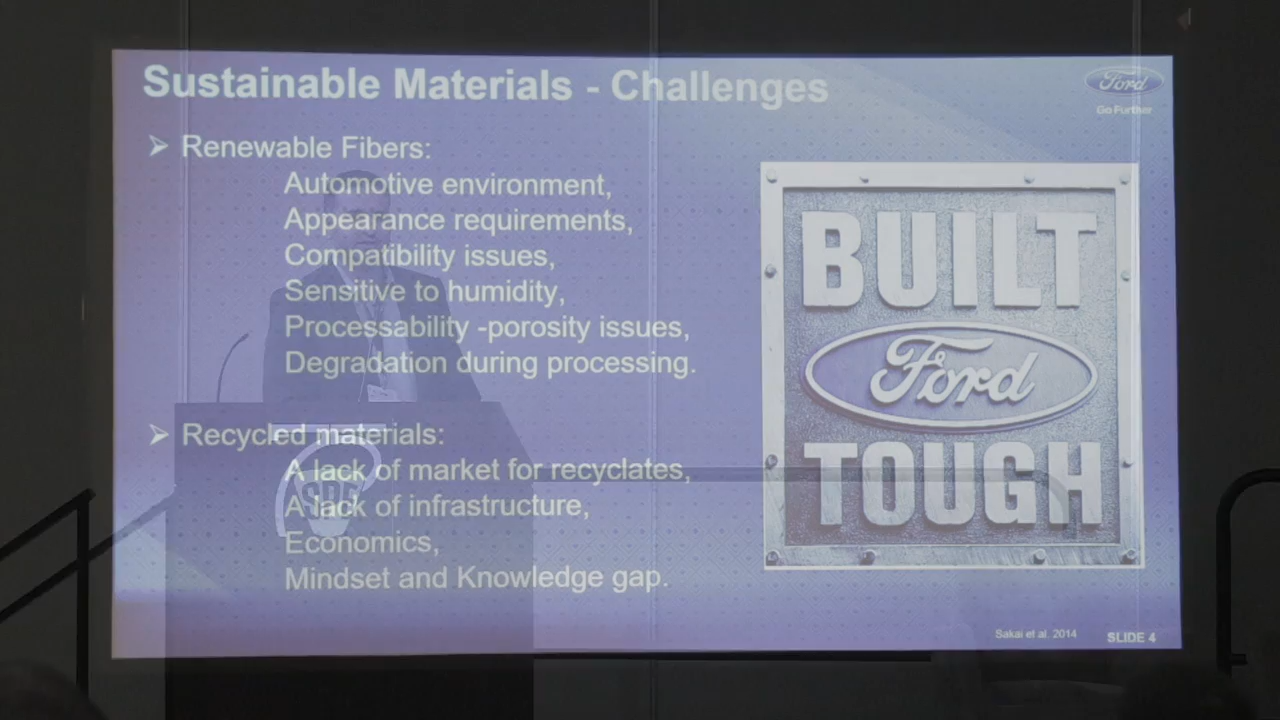 Sustainable Materials - Challenges
Ford
Go Further
➢ Renewable Fibers:
Automotive environment,
Appearance requirements,
Compatibility issues,
Sensitive to humidity,
Processability -porosity issues,
Degradation during processing.
➢ Recycled materials:
A lack of market for recyclates,
A lack of infrastructure,
Economics,
Mindset and Knowledge gap.
BUILT
Ford
TOUGH
Sakai et al. 2014
SLIDE 4